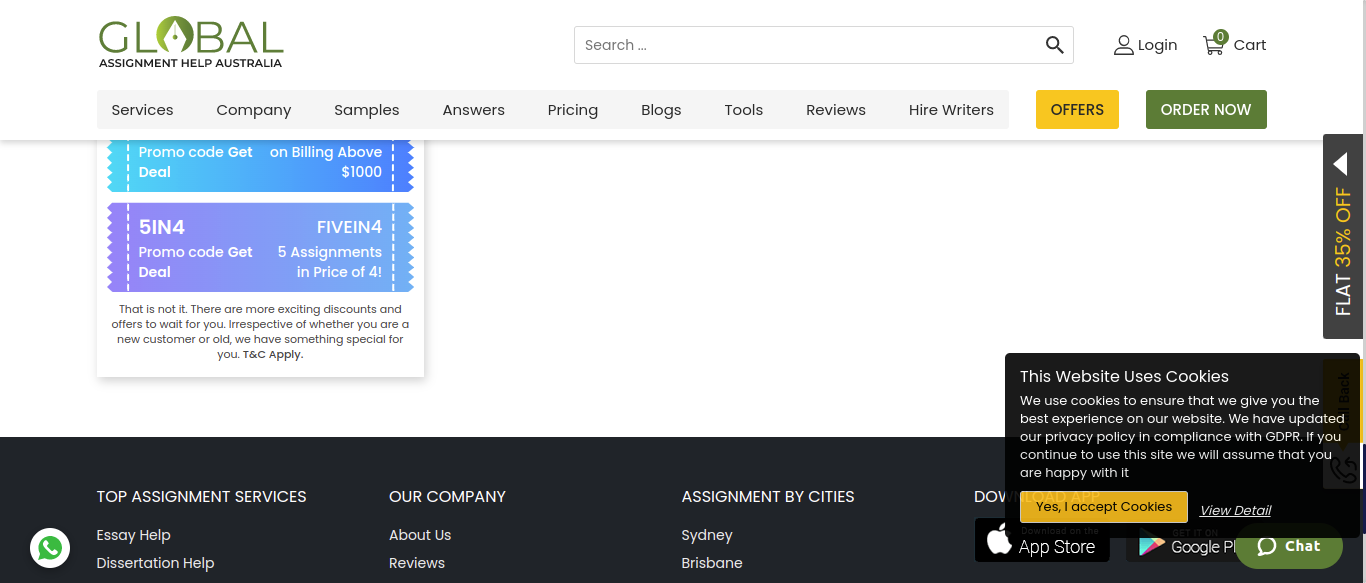 GLOBAL
ASSIGNMENT HELP AUSTRALIA
Search ...
Login
0
Cart
Services Company Samples Answers Pricing Blogs Tools Reviews Hire Writers
OFFERS
ORDER NOW
Promo code Get Deal
on Billing Above $1000
5IN4
FIVEIN4
Promo code Get Deal
5 Assignments in Price of 4!
That is not it. There are more exciting discounts and
offers to wait for you. Irrespective of whether you are a
new customer or old, we have something special for
you. T&C Apply.
FLAT 35% OFF
Call Back
This Website Uses Cookies
We use cookies to ensure that we give you the
best experience on our website. We have updated
our privacy policy in compliance with GDPR. If you
continue to use this site we will assume that you
are happy with it
Yes, I accept Cookies
View Detail
TOP ASSIGNMENT SERVICES
Essay Help
Dissertation Help
OUR COMPANY
About Us
Reviews
ASSIGNMENT BY CITIES
Sydney
Brisbane
DOWNLOAD APP
Download on the
App Store
GET IT ON
Google Pl
Chat